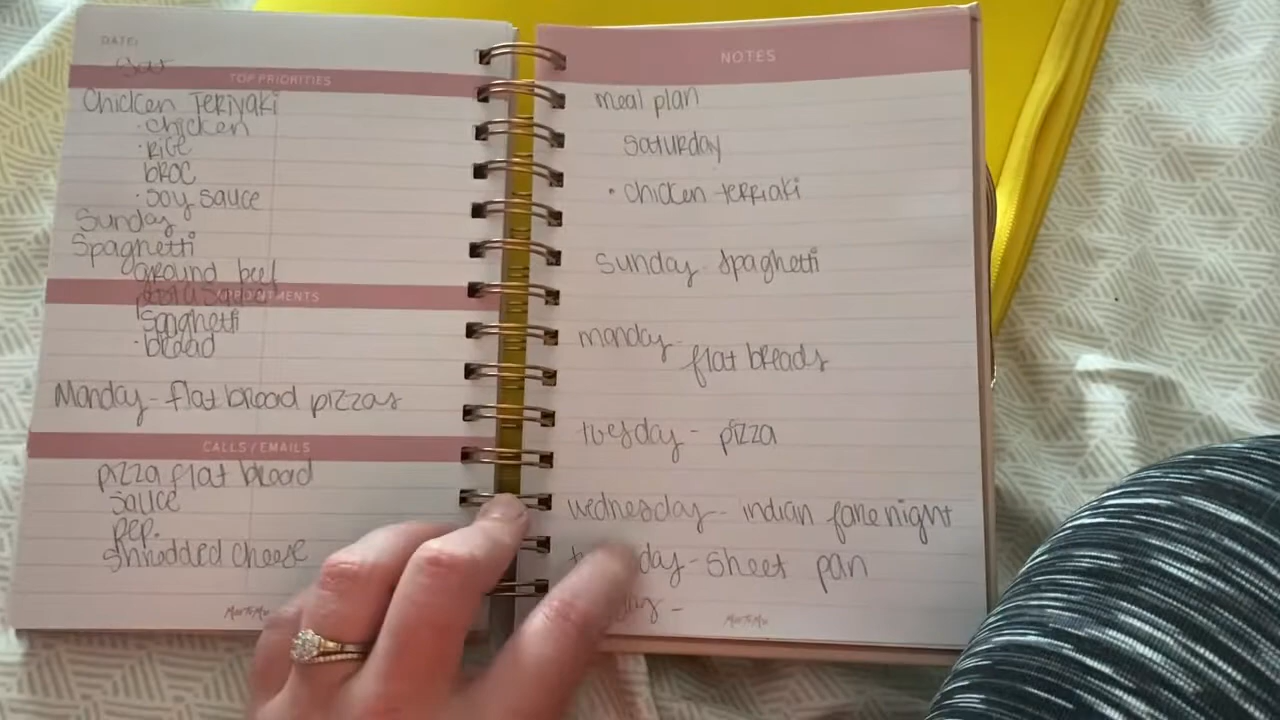 DATE:
Sat
TOP PRIORITIES
Chicken Teriyaki
· chicken
· rice
broc
· soy sauce
Sunday
Spaghetti
ground beef
APPOINTMENTS
Spaghetti
· bread
Monday - flat bread pizzas
CALLS/EMAILS
pizza flat bread
sauce
pep.
shredded cheese
NOTES
meal plan
saturday
· chicken terriaki
sunday - spaghetti
monday -
flat breads
tuesday - pizza
wednesday - indian fare night
day - sheet pan